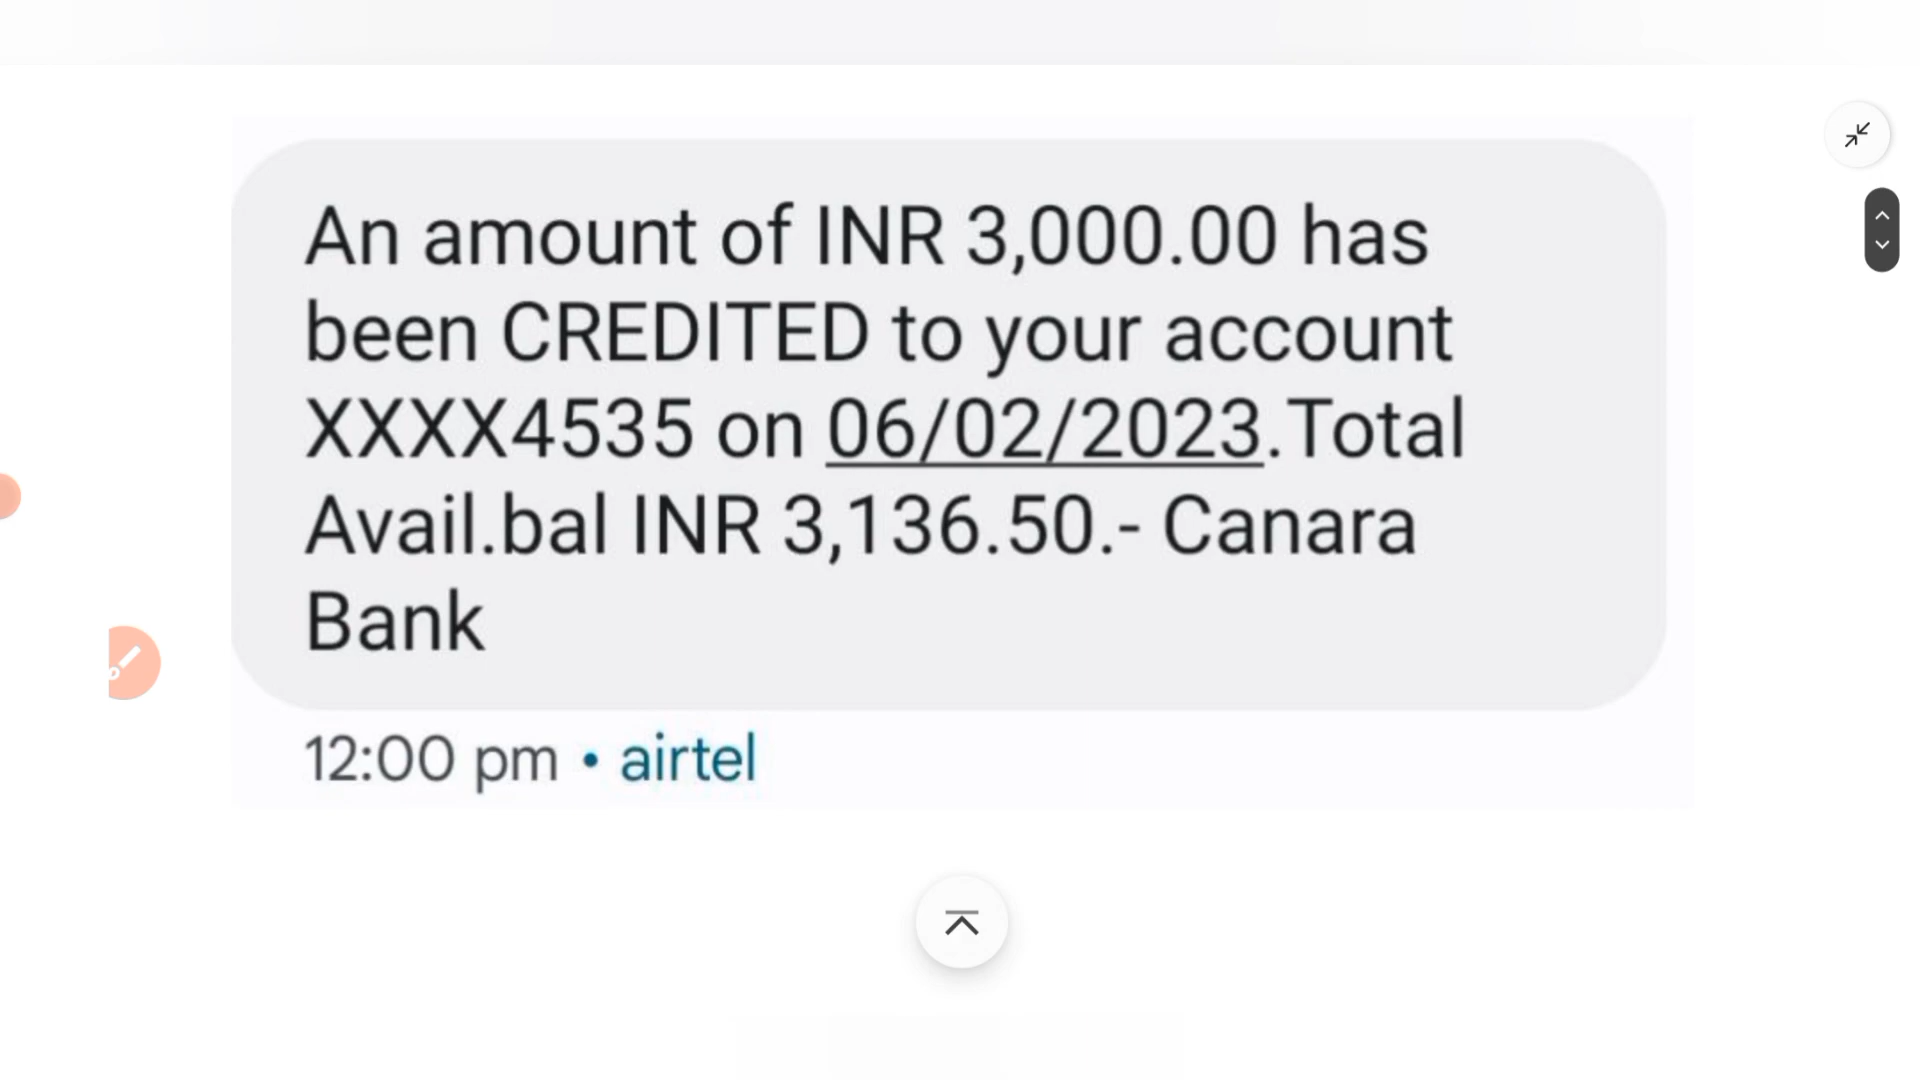 An amount of INR 3,000.00 has
been CREDITED to your account
XXXX4535 on 06/02/2023.Total
Avail.bal INR 3,136.50.- Canara
Bank
12:00 pm • airtel